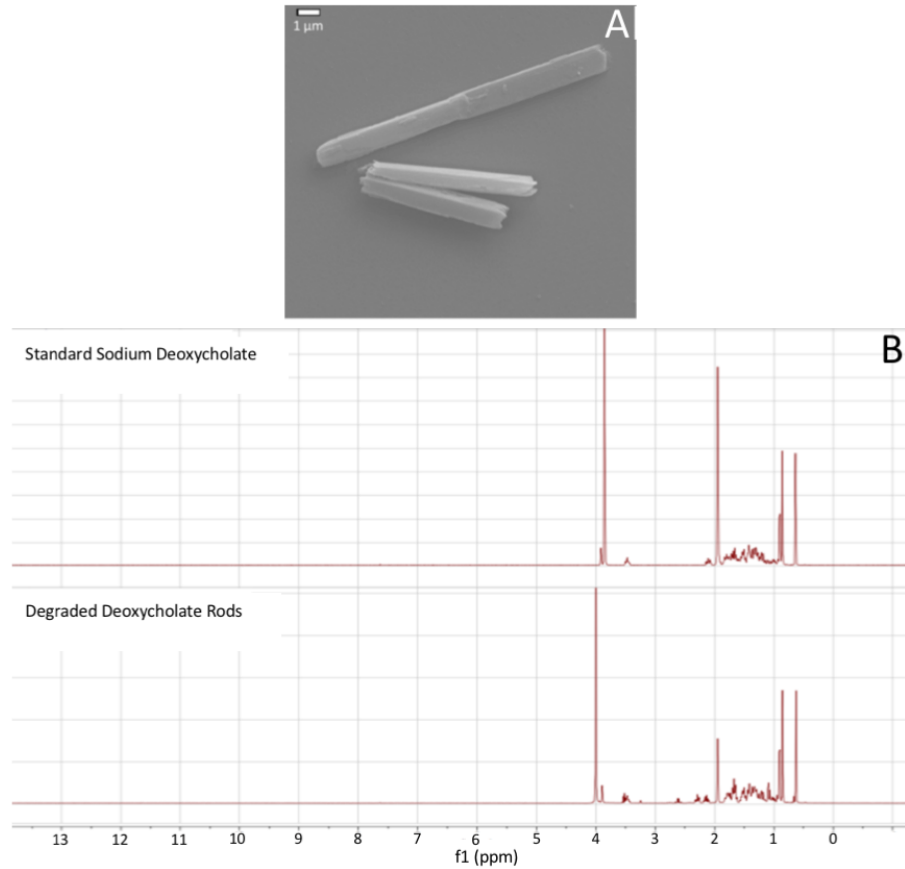 1 μm
A
B
Standard Sodium Deoxycholate
Degraded Deoxycholate Rods
13 12 11 10 9 8 7 6 5 4 3 2 1 0
f1 (ppm)